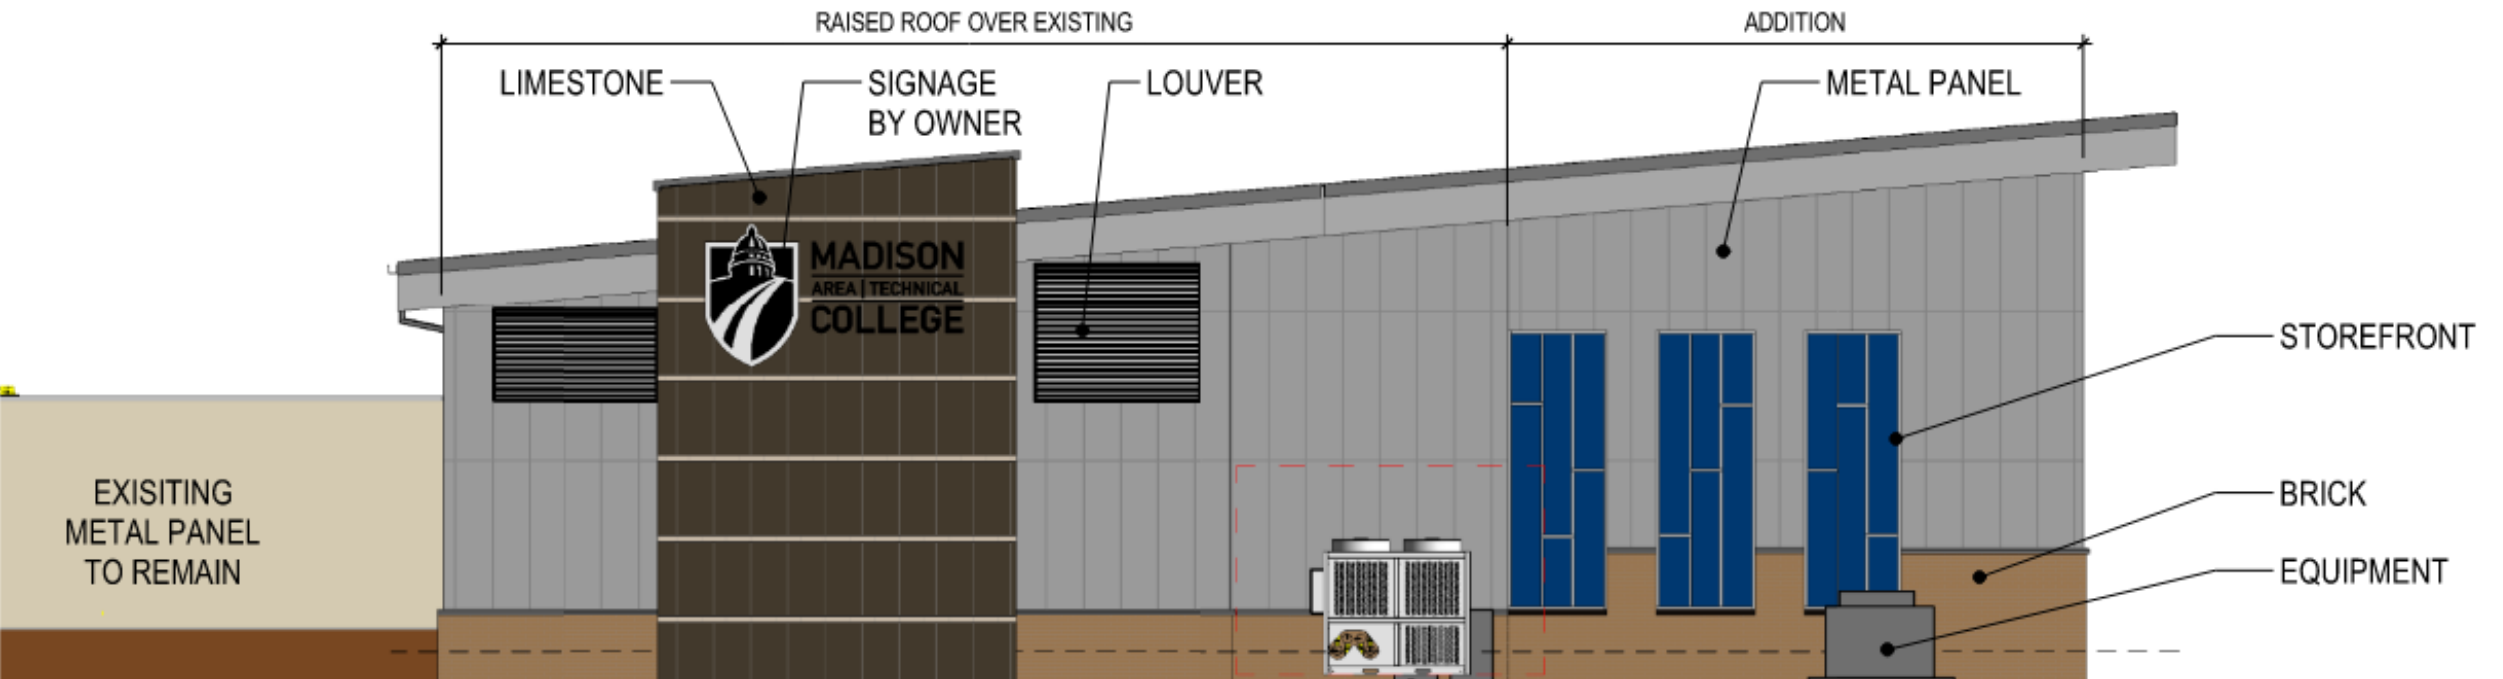 RAISED ROOF OVER EXISTING
ADDITION
LIMESTONE
SIGNAGE
BY OWNER
LOUVER
METAL PANEL
MADISON
AREA | TECHNICAL
COLLEGE
STOREFRONT
EXISITING
METAL PANEL
TO REMAIN
BRICK
EQUIPMENT